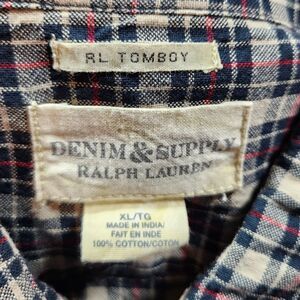 RL TOMBOY
DENIM & SUPPLY
RALPH LAUREN
XL/TG
MADE IN INDIA/
FAIT EN INDE
100% COTTON/COTON